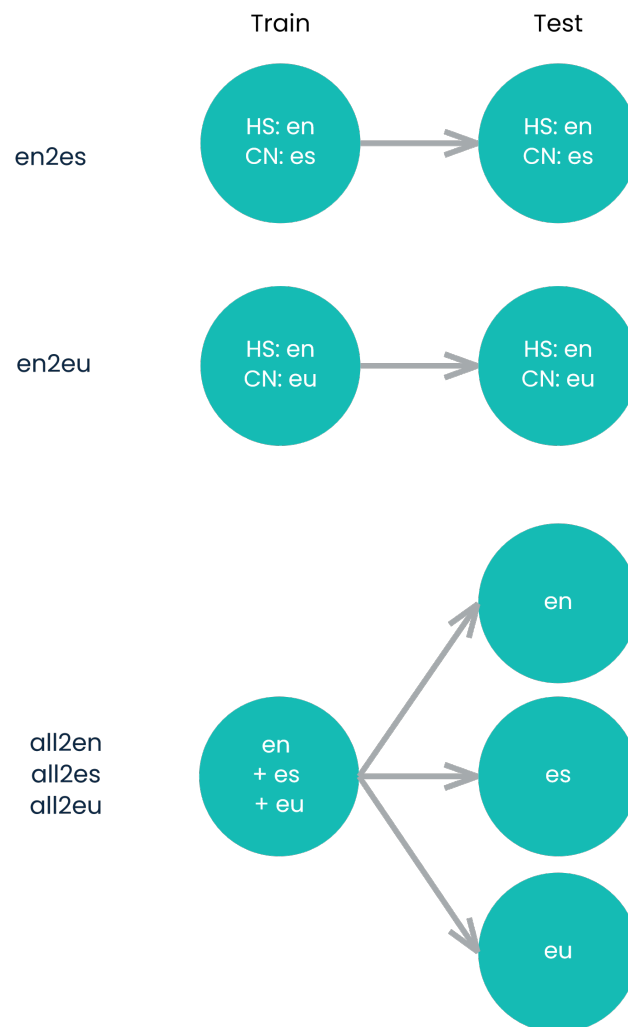 Train Test
en2es
HS: en
CN: es
HS: en
CN: es
en2eu
HS: en
CN: eu
HS: en
CN: eu
all2en
all2es
all2eu
en
+ es
+ eu
en
es
eu